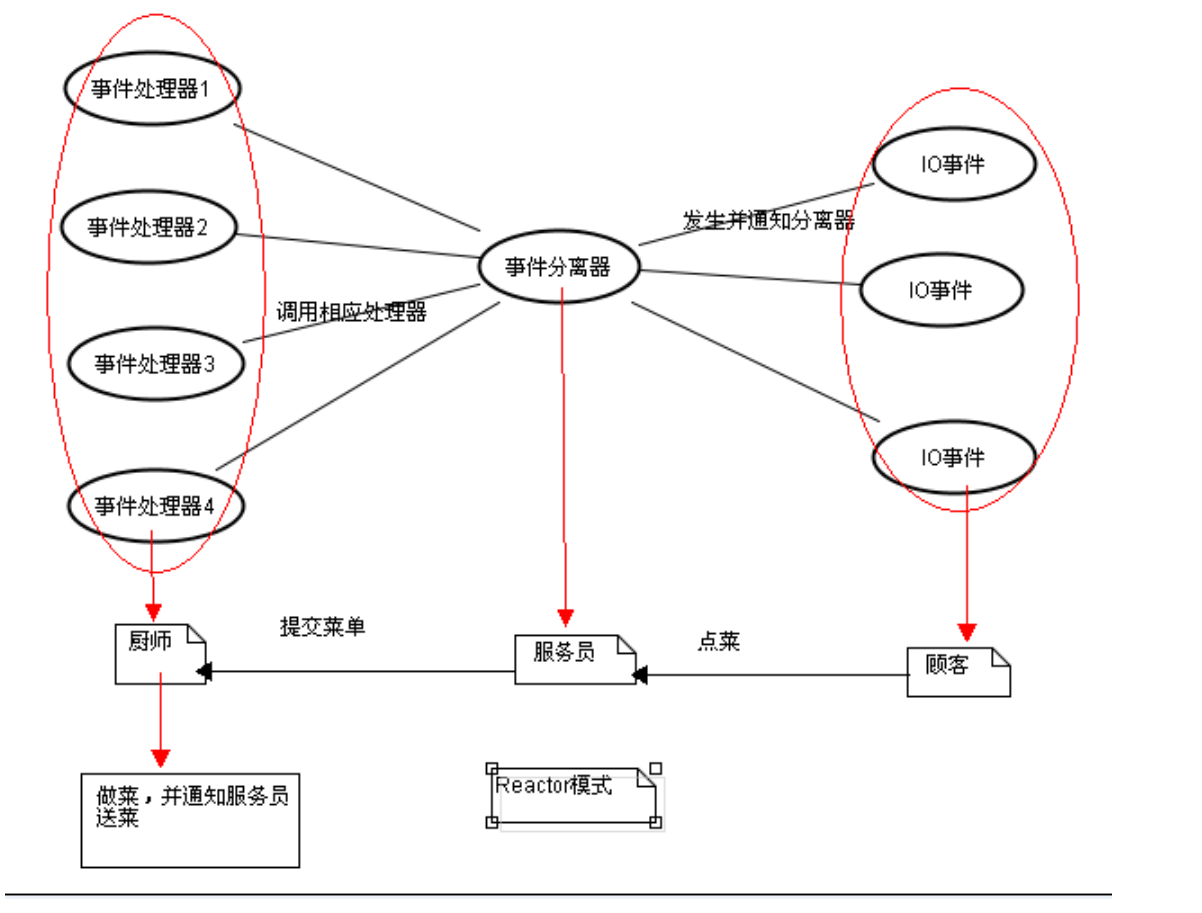 事件处理器1
IO事件
发生并通知分离器
事件处理器2
事件分离器
IO事件
调用相应处理器
事件处理器3
IO事件
事件处理器4
提交菜单
厨师
点菜
服务员
顾客
Reactor模式
做菜，并通知服务员
送菜